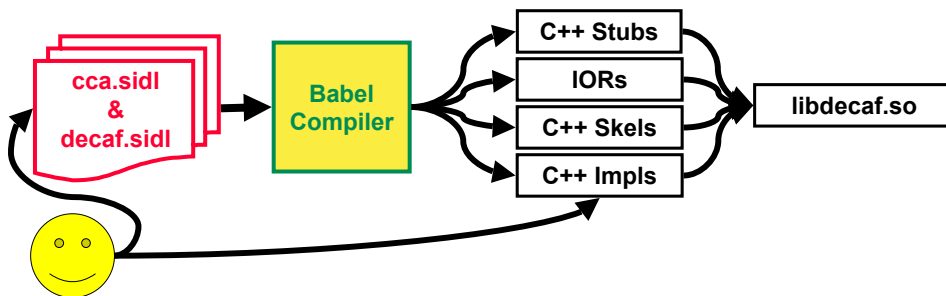 cca.sidl
&
decaf.sidl
Babel
Compiler
C++ Stubs
IORs
C++ Skels
C++ Impls
libdecaf.so